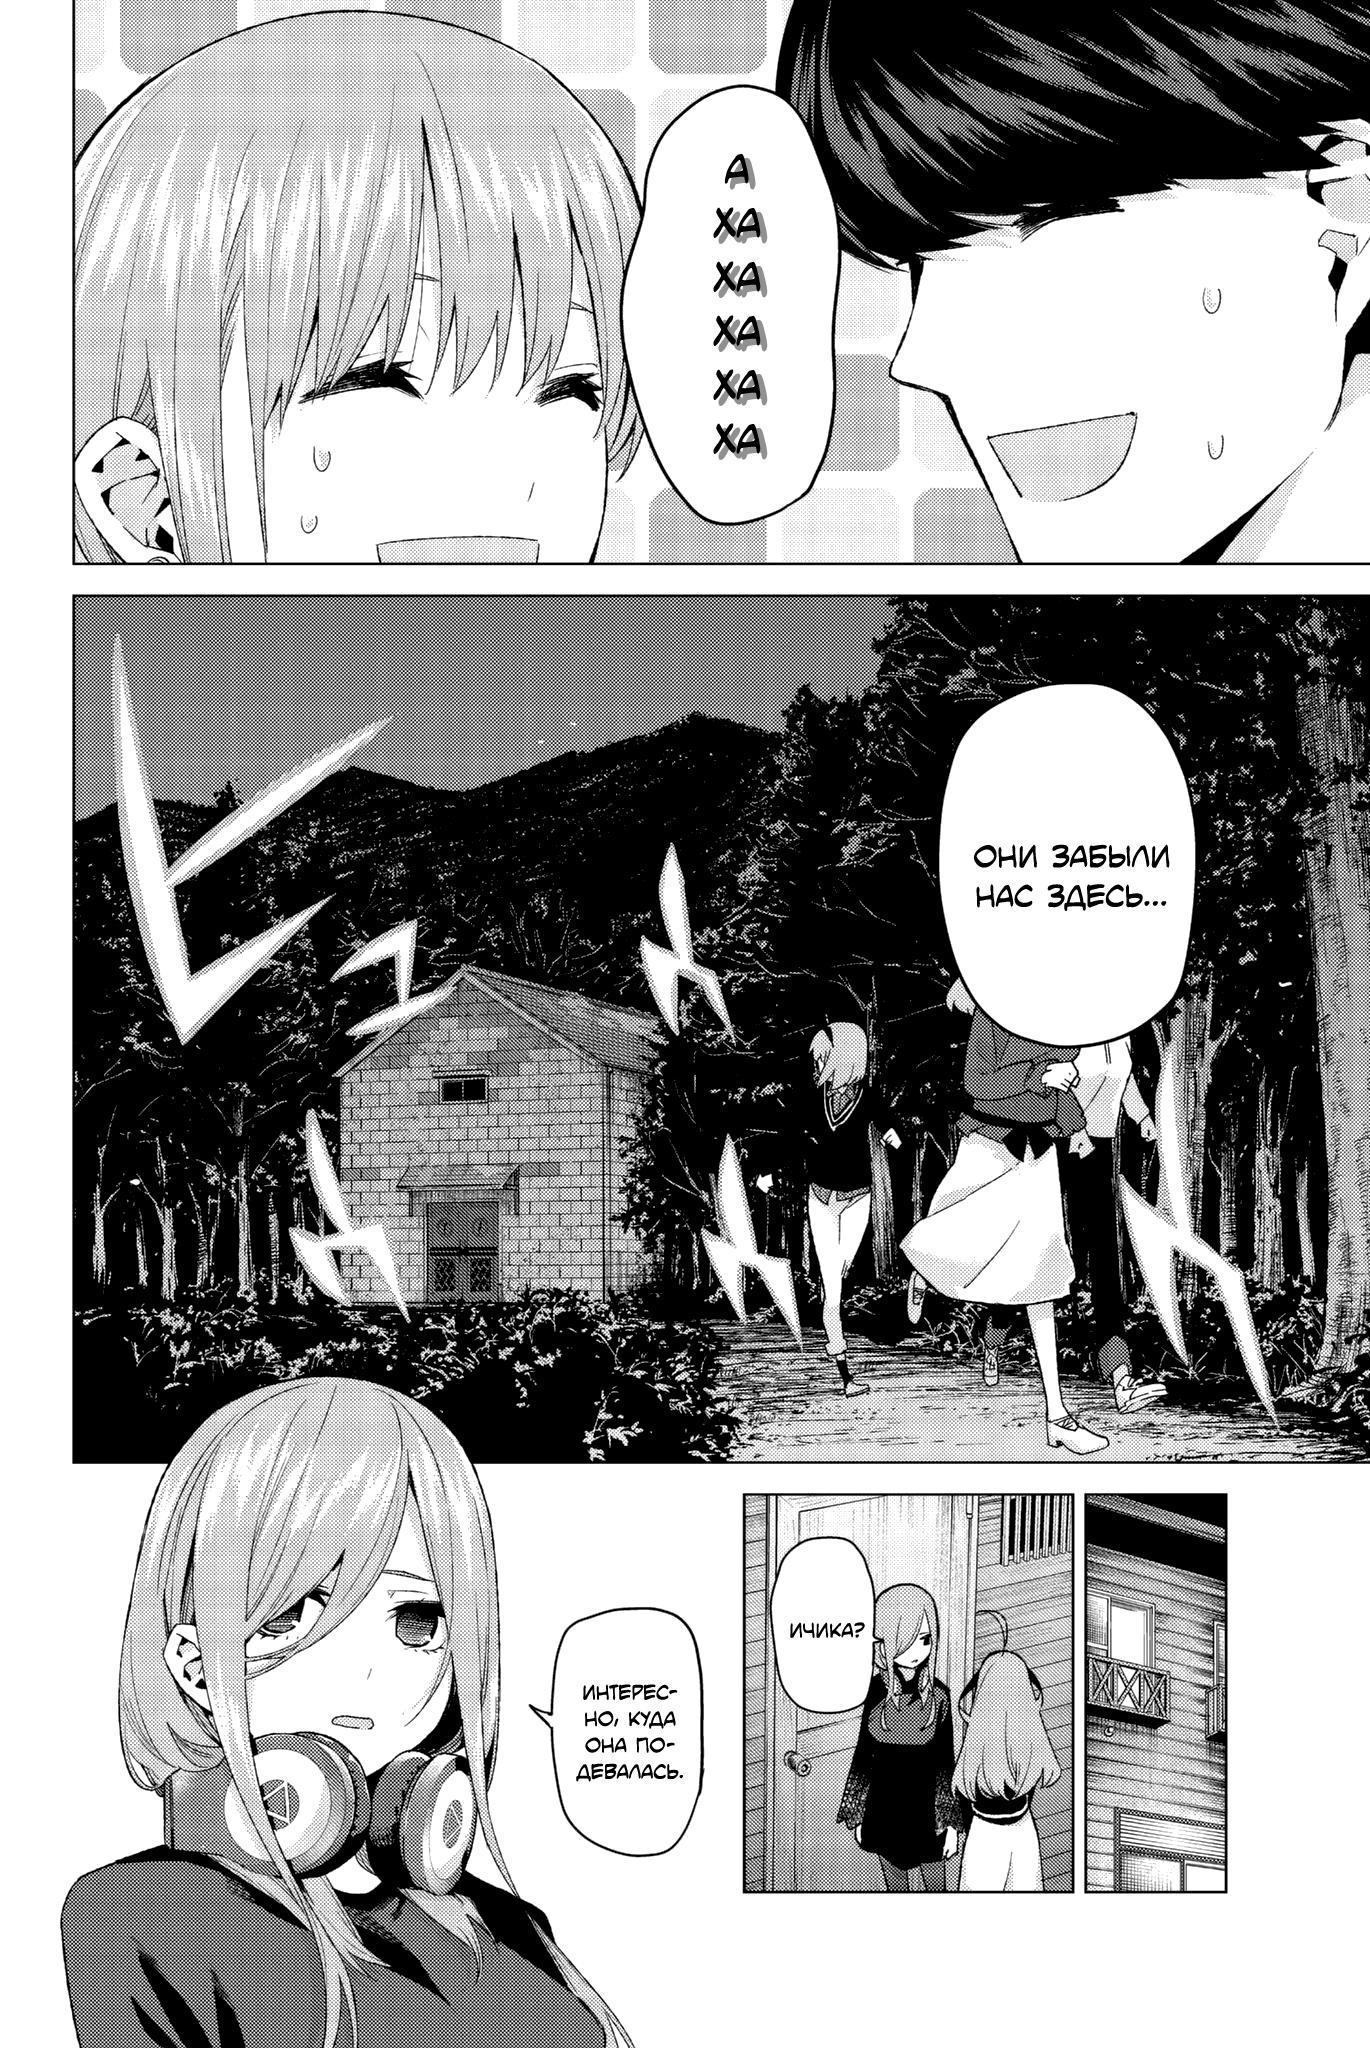 А
ХА
ХА
ХА
ХА
ХА
ОНИ ЗАБЫЛИ
НАС ЗДЕСЬ...
ИЧИКА?
ИНТЕРЕС-
НО, КУДА
ОНА ПО-
ДЕВАЛАСЬ.